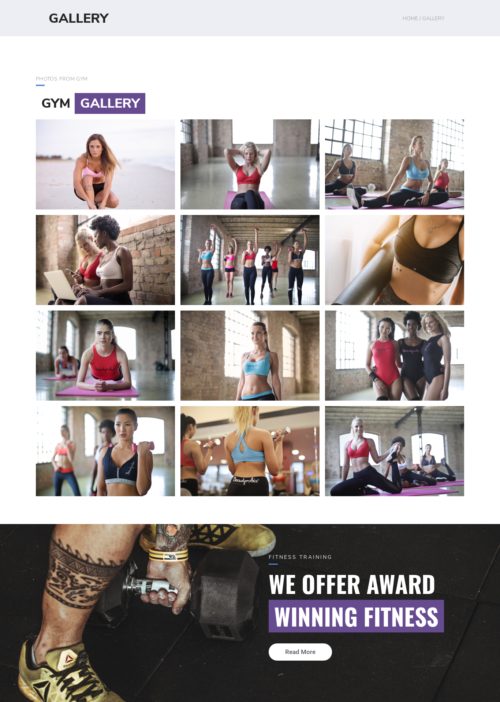 GALLERY
HOME / GALLERY
PHOTOS FROM GYM
GYM GALLERY
FITNESS TRAINING
WE OFFER AWARD
WINNING FITNESS
Read More